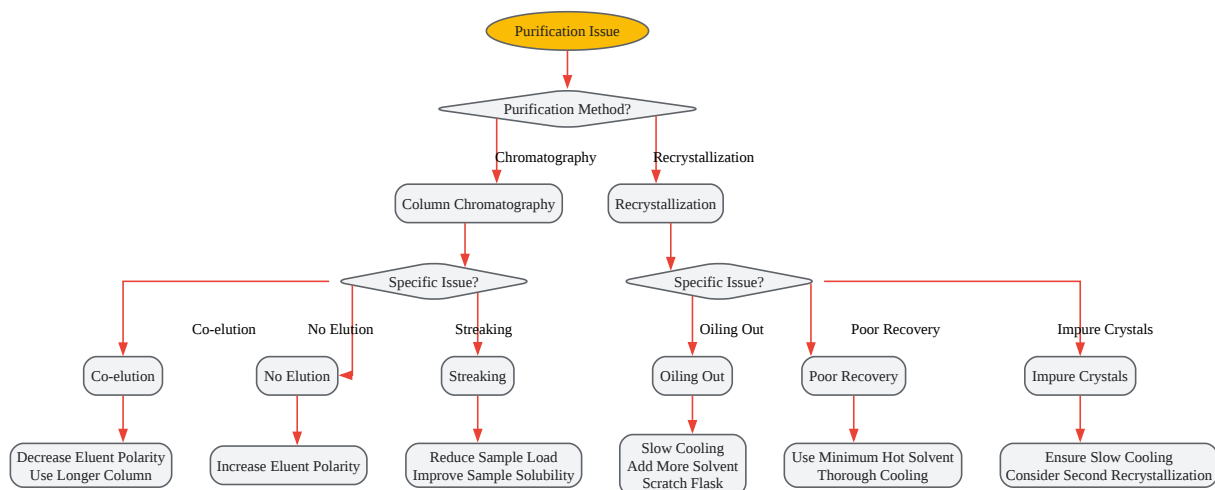 Purification Issue
Purification Method?
Chromatography
Recrystallization
Column Chromatography
Recrystallization
Specific Issue?
Specific Issue?
Co-elution
No Elution
Streaking
Oiling Out
Poor Recovery
Impure Crystals
Co-elution
No Elution
Streaking
Oiling Out
Poor Recovery
Impure Crystals
Decrease Eluent Polarity
Use Longer Column
Increase Eluent Polarity
Reduce Sample Load
Improve Sample Solubility
Slow Cooling
Add More Solvent
Scratch Flask
Use Minimum Hot Solvent
Thorough Cooling
Ensure Slow Cooling
Consider Second Recrystallization